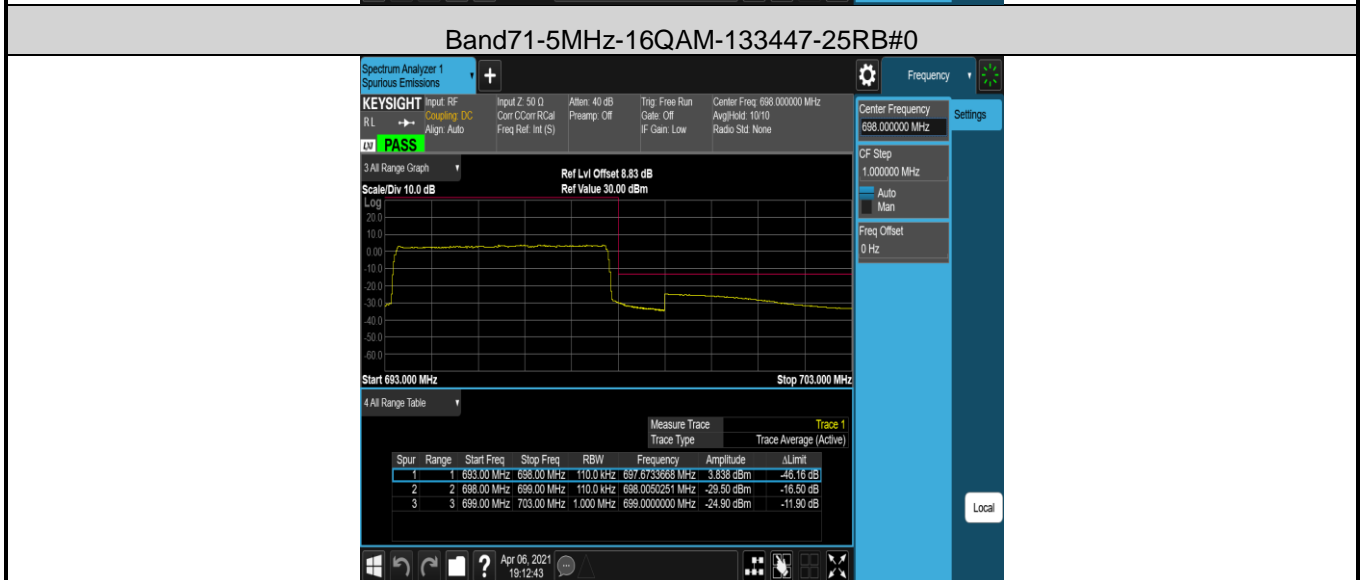 Band71-5MHz-16QAM-133447-25RB#0
Spectrum Analyzer 1
Spurious Emissions
+
Frequency
KEYSIGHT Input: RF Input Z: 50 Ω Atten: 40 dB Trig: Free Run Center Freq: 698.000000 MHz
RL Coupling: DC Corr CCorr RCal Preamp: Off Gate: Off Avg|Hold: 10/10
Align: Auto Freq Ref: Int (S) IF Gain: Low Radio Std: None
LXI PASS
Center Frequency
698.000000 MHz
Settings
CF Step
1.000000 MHz
Auto
Man
Freq Offset
0 Hz
3 All Range Graph
Ref Lvl Offset 8.83 dB
Scale/Div 10.0 dB Ref Value 30.00 dBm
Log
20.0
10.0
0.00
-10.0
-20.0
-30.0
-40.0
-50.0
-60.0
Start 693.000 MHz Stop 703.000 MHz
4 All Range Table
Measure Trace Trace 1
Trace Type Trace Average (Active)
Spur Range Start Freq Stop Freq RBW Frequency Amplitude ΔLimit
1 1 693.00 MHz 698.00 MHz 110.0 kHz 697.6733668 MHz 3.838 dBm -46.16 dB
2 2 698.00 MHz 699.00 MHz 110.0 kHz 698.0050251 MHz -29.50 dBm -16.50 dB
3 3 699.00 MHz 703.00 MHz 1.000 MHz 699.0000000 MHz -24.90 dBm -11.90 dB
Local
? Apr 06, 2021
19:12:43